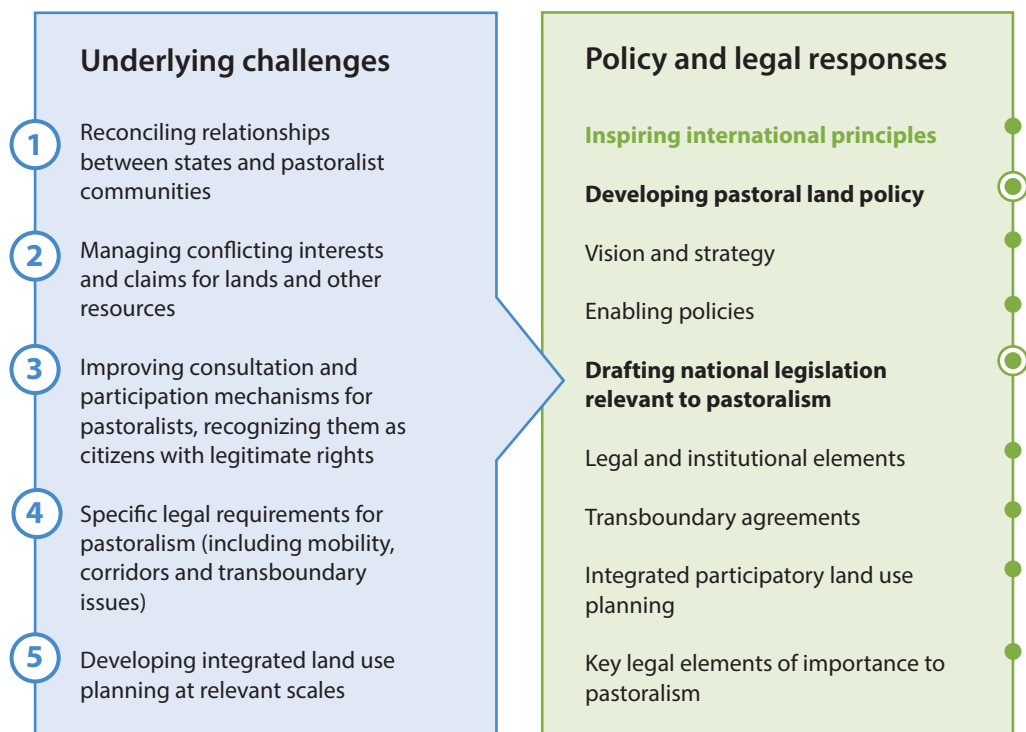 Underlying challenges
1
Reconciling relationships
between states and pastoralist
communities
2
Managing conflicting interests
and claims for lands and other
resources
3
Improving consultation and
participation mechanisms for
pastoralists, recognizing them as
citizens with legitimate rights
4
Specific legal requirements for
pastoralism (including mobility,
corridors and transboundary
issues)
5
Developing integrated land use
planning at relevant scales
Policy and legal responses
Inspiring international principles
Developing pastoral land policy
Vision and strategy
Enabling policies
Drafting national legislation
relevant to pastoralism
Legal and institutional elements
Transboundary agreements
Integrated participatory land use
planning
Key legal elements of importance to
pastoralism